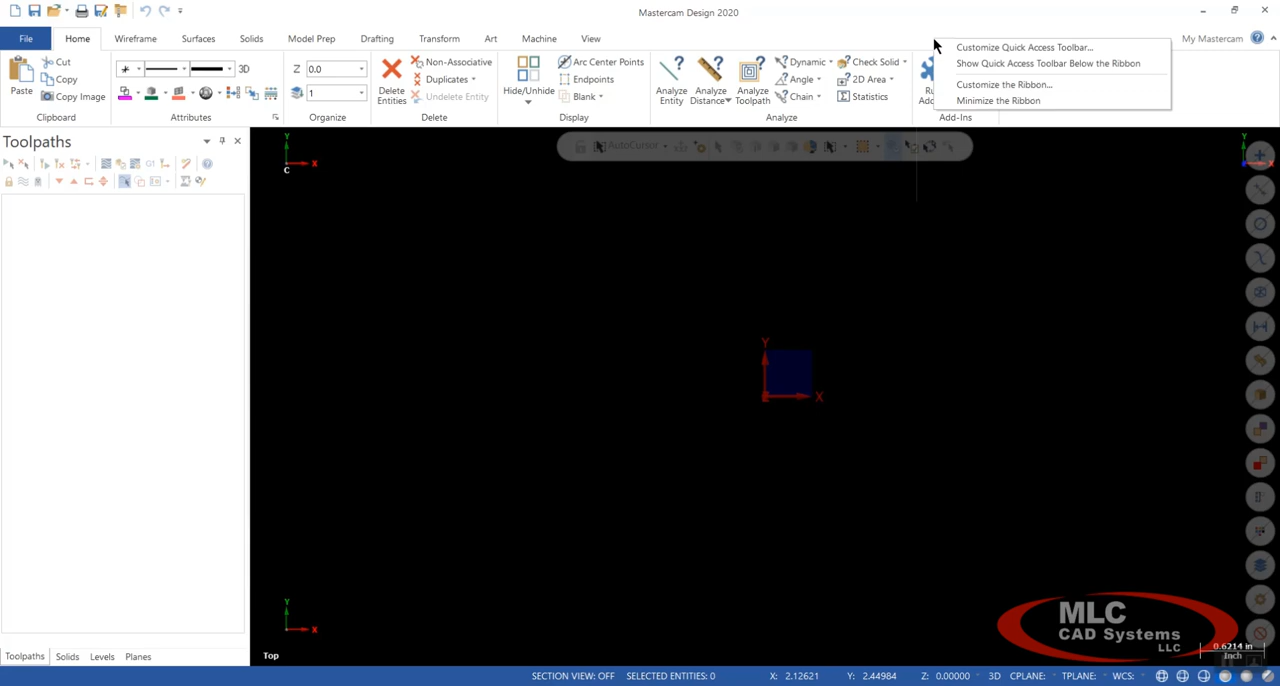 Mastercam Design 2020
File Home Wireframe Surfaces Solids Model Prep Drafting Transform Art Machine View My Mastercam
Customize Quick Access Toolbar...
Show Quick Access Toolbar Below the Ribbon
Customize the Ribbon...
Minimize the Ribbon
Paste
Cut
Copy
Copy Image
Clipboard
3D
Attributes
Z 0.0
1
Organize
Delete Entities
Non-Associative
Duplicates
Undelete Entity
Delete
Hide/Unhide
Arc Center Points
Endpoints
Blank
Display
Analyze Entity
Analyze Distance
Analyze Toolpath
Dynamic
Angle
Chain
Check Solid
2D Area
Statistics
Analyze
Add-Ins
Toolpaths
G1
AutoCursor
Y
X
C
Y
X
Y
X
Y
X
Top
MLC
CAD Systems
LLC
0.6214 in
Inch
Toolpaths Solids Levels Planes
SECTION VIEW: OFF SELECTED ENTITIES: 0 X: 2.12621 Y: 2.44984 Z: 0.00000 3D CPLANE: TPLANE: WCS: